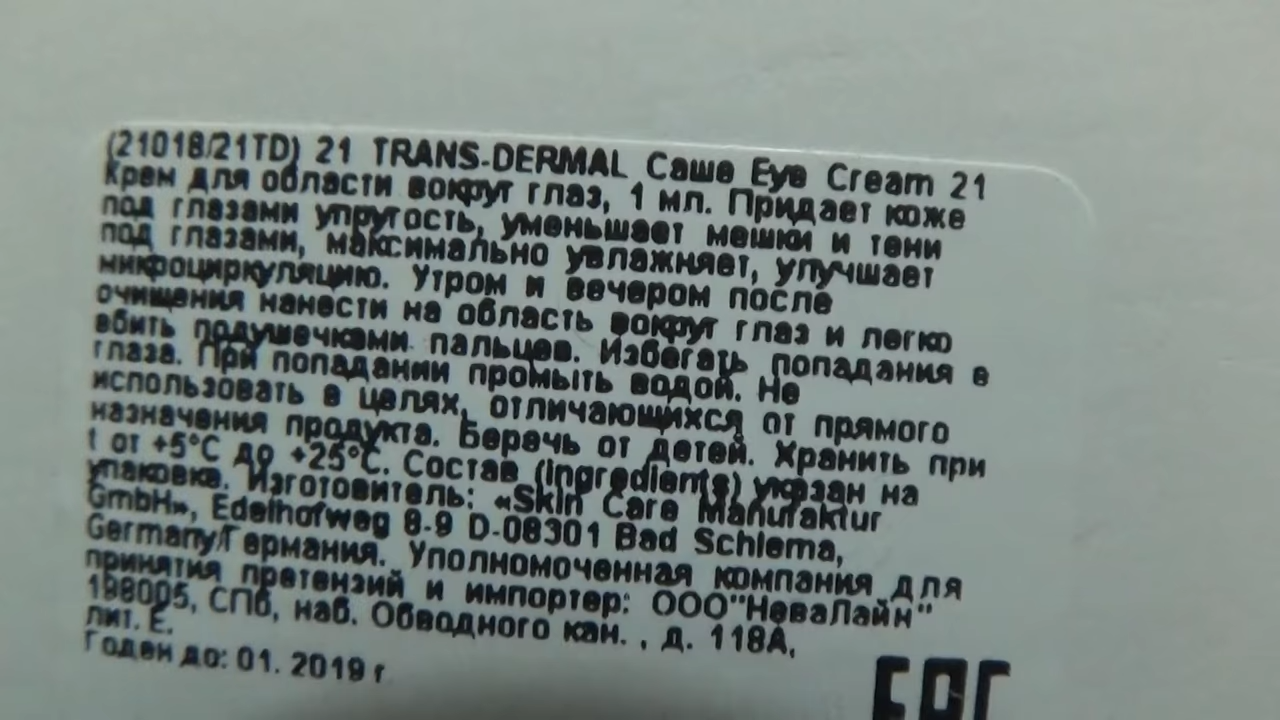 (21018/21TD) 21 TRANS-DERMAL Саше Eye Cream 21
Крем для области вокруг глаз, 1 мл. Придает коже
под глазами упругость, уменьшает мешки и тени
под глазами, максимально увлажняет, улучшает
микроциркуляцию. Утром и вечером после
очищения нанести на область вокруг глаз и легко
вбить подушечками пальцев. Избегать попадания в
глаза. При попадании промыть водой. Не
использовать в целях, отличающихся от прямого
назначения продукта. Беречь от детей. Хранить при
t от +5°C до +25°C. Состав (ingredients) указан на
упаковке. Изготовитель: «Skin Care Manufaktur
GmbH», Edelhofweg 8-9 D-08301 Bad Schlema,
Germany/Германия. Уполномоченная компания для
принятия претензий и импортер: ООО"НеваЛайн"
198005, СПб, наб. Обводного кан. , д. 118А,
лит. Е.
Годен до: 01. 2019 г
EAC